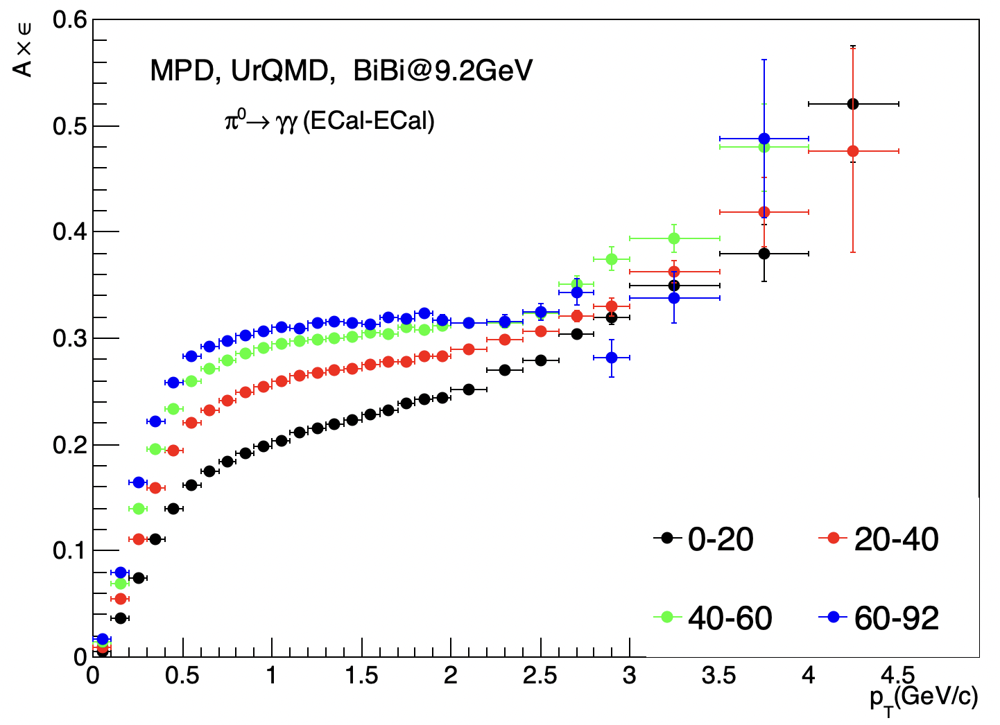 0.6
A × ϵ
MPD, UrQMD, BiBi@9.2GeV
π⁰→ γγ (ECal-ECal)
0.5
0.4
0.3
0.2
0.1
0
0-20
20-40
40-60
60-92
0 0.5 1 1.5 2 2.5 3 3.5 4 4.5
p_T(GeV/c)